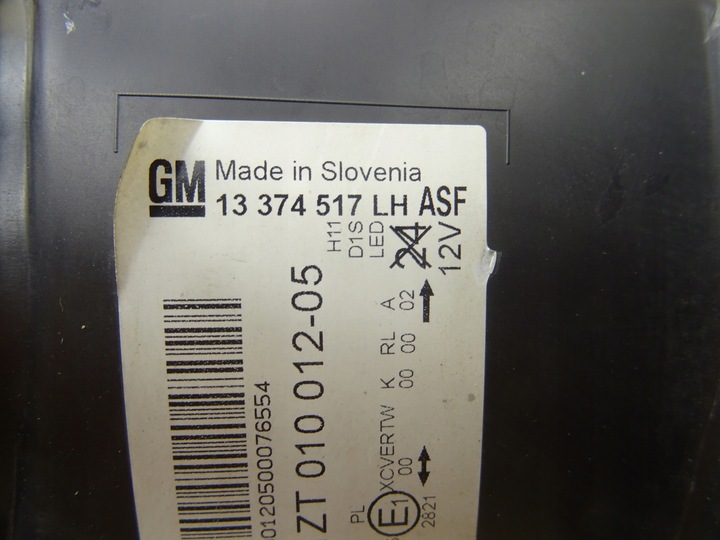 GM Made in Slovenia
13 374 517 LH ASF
H11
D1S
LED
24
12V
ZT 010 012-05
0120500076554
PL XCVERTW K RL A
00 00 00 02
E1
2821